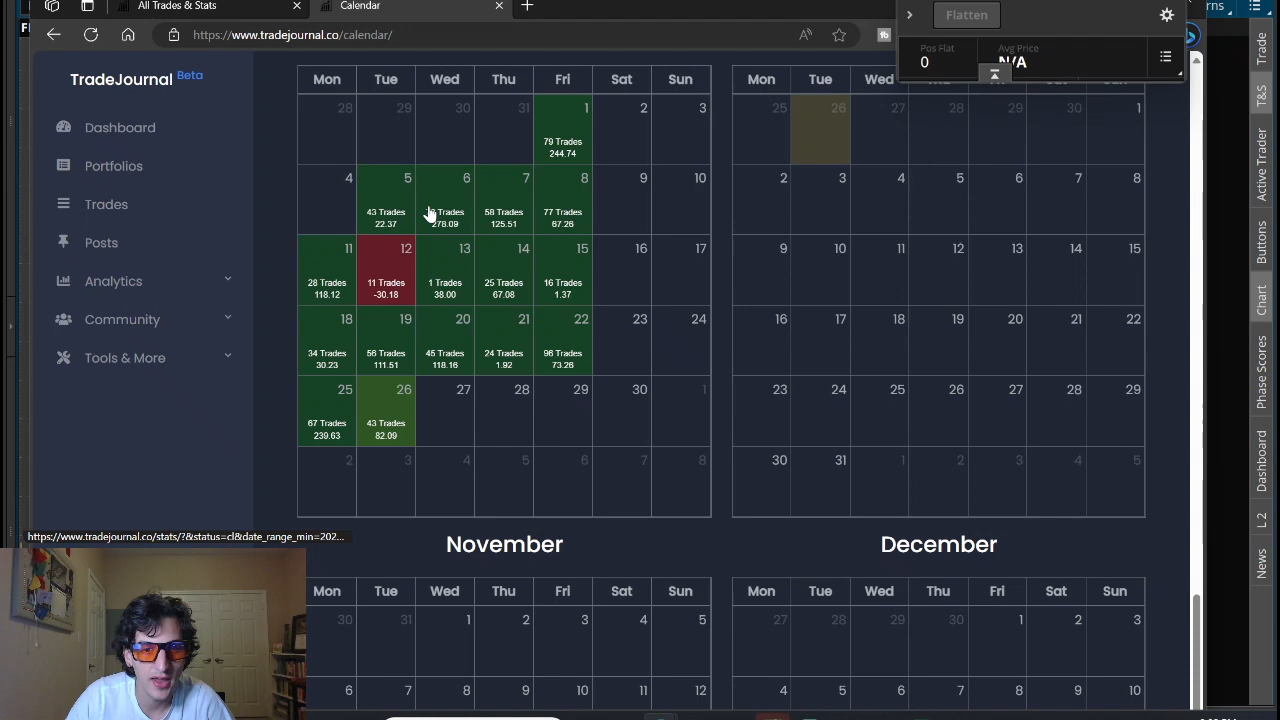 All Trades & Stats
Calendar
Flatten
https://www.tradejournal.co/calendar/
Pos Flat
0
Avg Price
N/A
TradeJournal Beta
Dashboard
Portfolios
Trades
Posts
Analytics
Community
Tools & More
Mon Tue Wed Thu Fri Sat Sun
28 29 30 31 1 2 3
79 Trades
244.74
4 5 6 7 8 9 10
43 Trades Trades 58 Trades 77 Trades
22.37 278.09 125.51 67.26
11 12 13 14 15 16 17
28 Trades 11 Trades 1 Trades 25 Trades 16 Trades
118.12 -30.18 38.00 67.08 1.37
18 19 20 21 22 23 24
34 Trades 56 Trades 45 Trades 24 Trades 96 Trades
30.23 111.51 118.16 1.92 73.26
25 26 27 28 29 30 1
67 Trades 43 Trades
239.63 82.09
2 3 4 5 6 7 8
Mon Tue Wed
25 26 27 28 29 30 1
2 3 4 5 6 7 8
9 10 11 12 13 14 15
16 17 18 19 20 21 22
23 24 25 26 27 28 29
30 31 1 2 3 4 5
https://www.tradejournal.co/stats/?&status=cl&date_range_min=202...
November
Mon Tue Wed Thu Fri Sat Sun
30 31 1 2 3 4 5
6 7 8 9 10 11 12
December
Mon Tue Wed Thu Fri Sat Sun
27 28 29 30 1 2 3
4 5 6 7 8 9 10
Trade
T&S
Active Trader
Buttons
Chart
Phase Scores
Dashboard
L 2
News